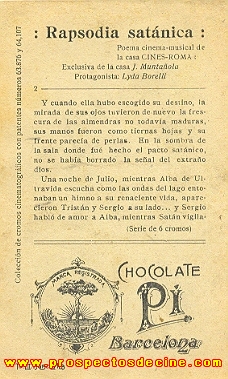 : Rapsodia satánica :
Poema cinema-musical de
la casa CINES-ROMA :
Exclusiva de la casa J. Muntañola
Protagonista: Lyda Borelli
2
Y cuando ella hubo escogido su destino, la
mirada de sus ojos tuvieron de nuevo la frescu-
ra de las almendras no todavía maduras,
sus manos fueron como tiernas hojas y su
frente parecía de perlas. En la sombra de la
sala donde fué hecho el pacto satánico, no
se había borrado la señal del extraño dios.
Una noche de Julio, mientras Alba de Ul-
travida escucha como las ondas del lago ento-
naban un himno a su renaciente vida, apare-
cieron Tristán y Sergio a su lado... y Sergio
habló de amor a Alba, mientras Satán vigila-
(Serie de 6 cromos)
Colección de cromos cinematográficos con patentes números 63.876 y 64.107
MARCA REGISTRADA
CHOCOLATE
PI
Barcelona
www.prospectosdecine.com